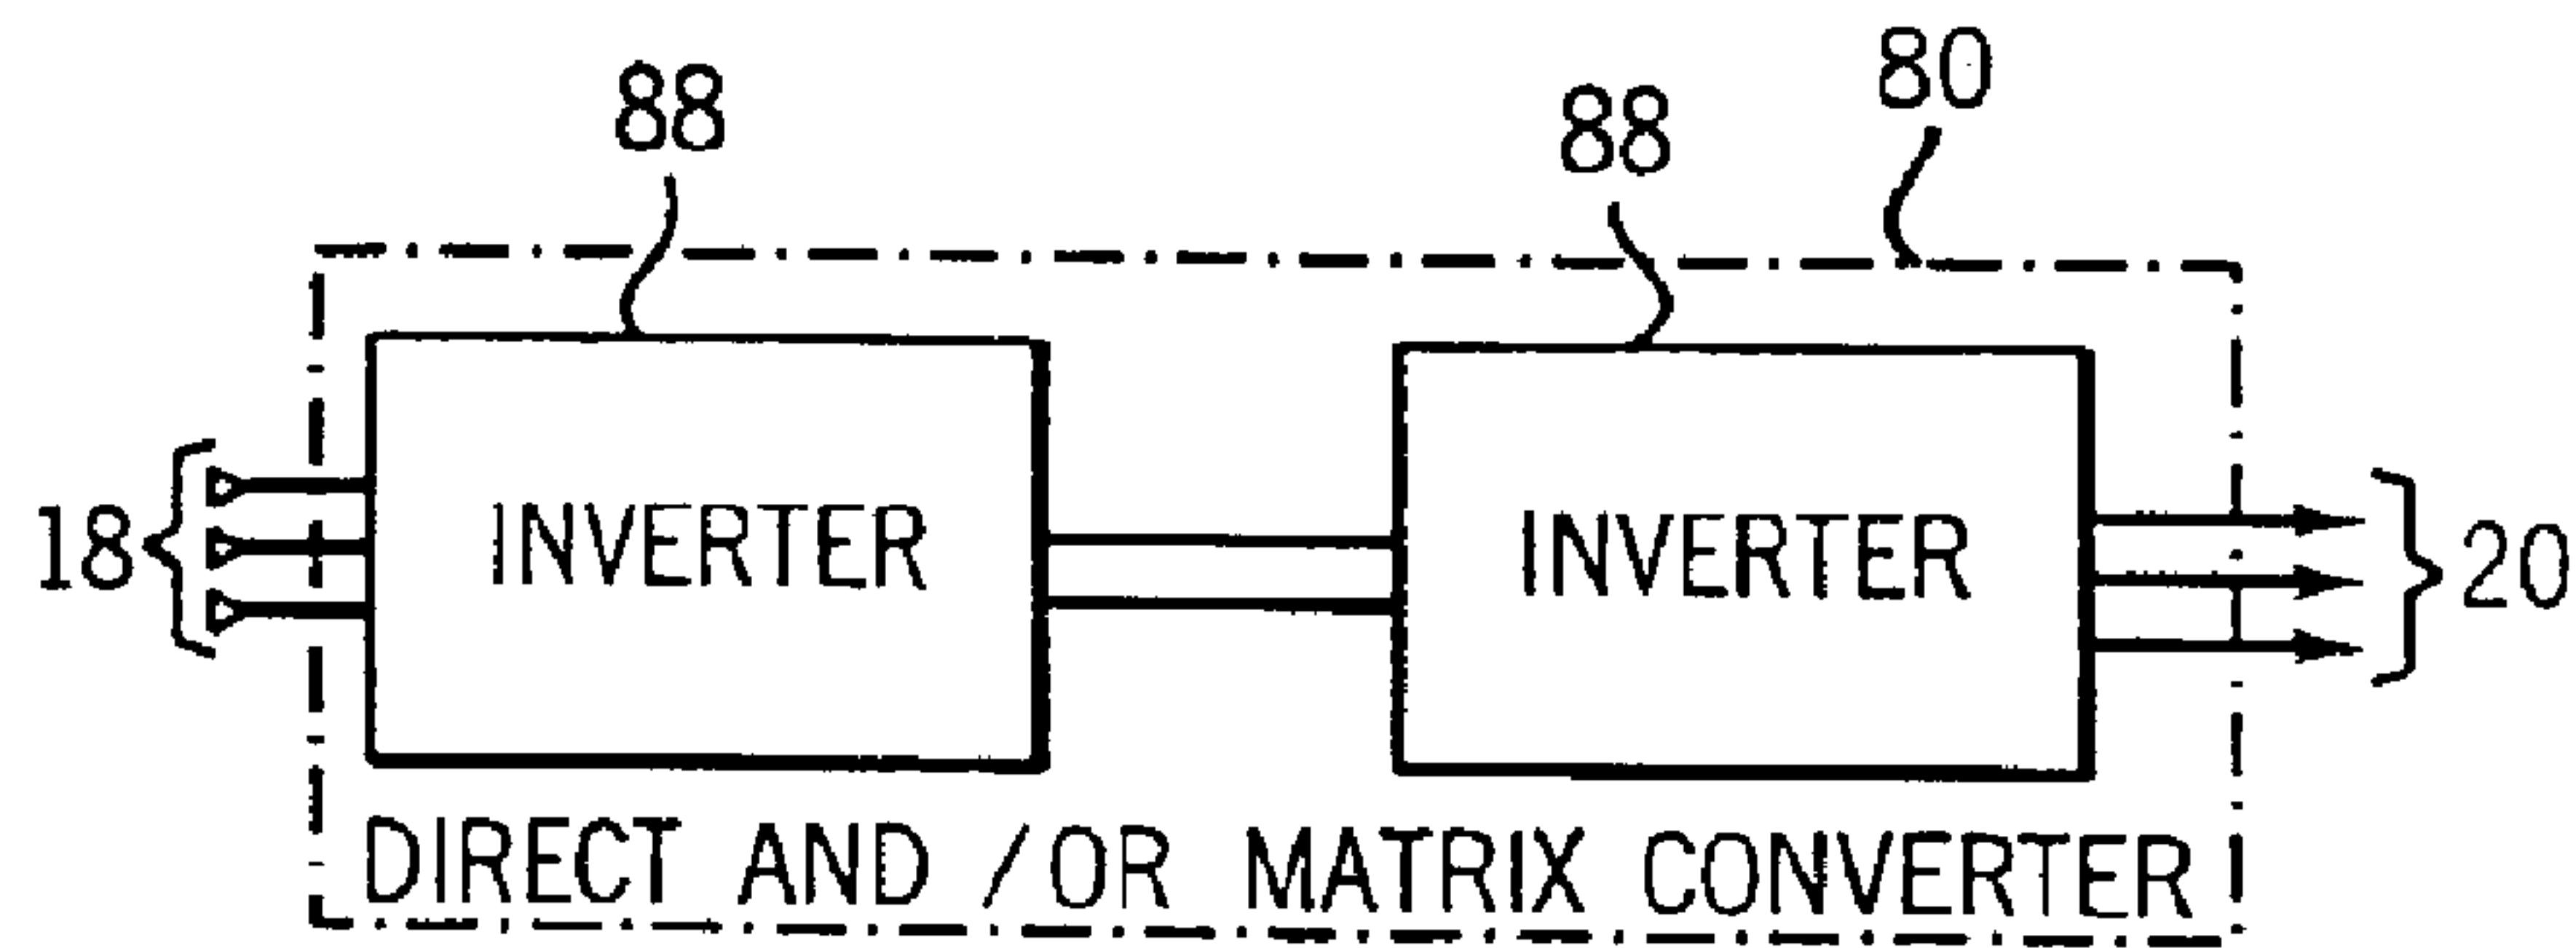 88
88
80
18
INVERTER
INVERTER
20
DIRECT AND /OR MATRIX CONVERTER